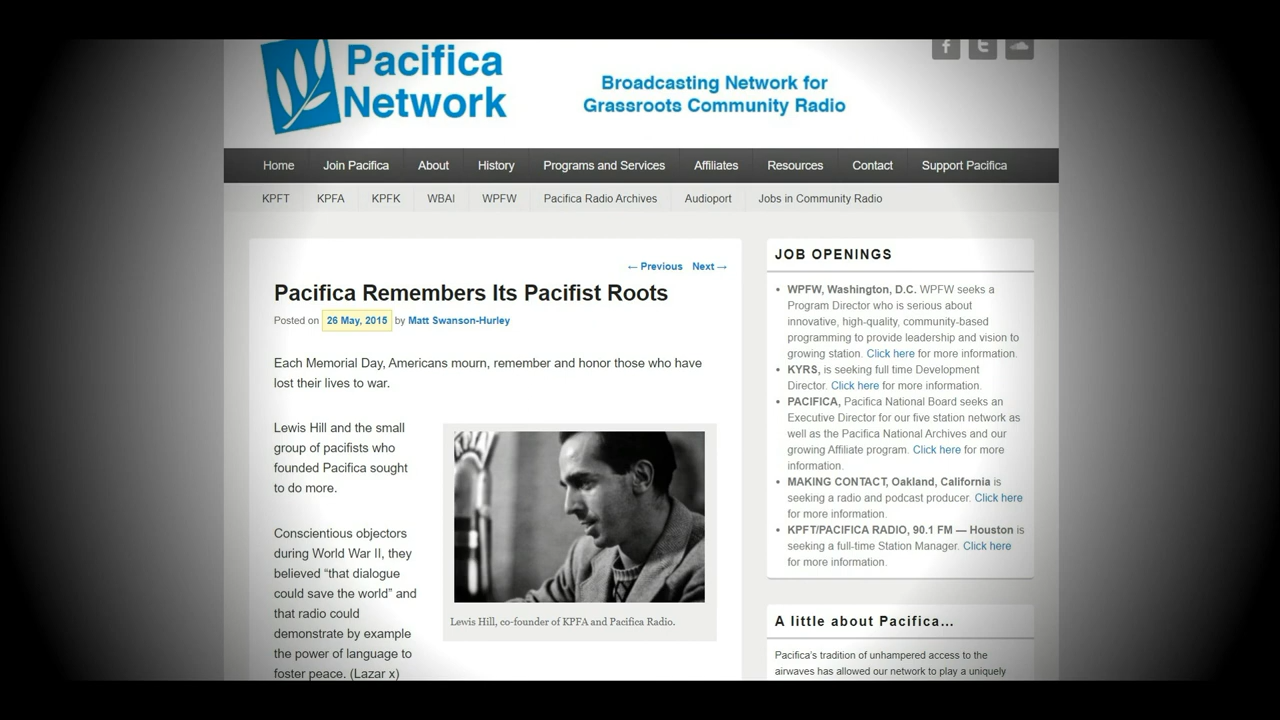 Pacifica
Network
Broadcasting Network for
Grassroots Community Radio
Home Join Pacifica About History Programs and Services Affiliates Resources Contact Support Pacifica
KPFT KPFA KPFK WBAI WPFW Pacifica Radio Archives Audioport Jobs in Community Radio
← Previous Next →
Pacifica Remembers Its Pacifist Roots
Posted on 26 May, 2015 by Matt Swanson-Hurley
Each Memorial Day, Americans mourn, remember and honor those who have
lost their lives to war.
Lewis Hill and the small
group of pacifists who
founded Pacifica sought
to do more.
Conscientious objectors
during World War II, they
believed “that dialogue
could save the world” and
that radio could
demonstrate by example
the power of language to
foster peace. (Lazar x)
Lewis Hill, co-founder of KPFA and Pacifica Radio.
JOB OPENINGS
• WPFW, Washington, D.C. WPFW seeks a
Program Director who is serious about
innovative, high-quality, community-based
programming to provide leadership and vision to
growing station. Click here for more information.
• KYRS, is seeking full time Development
Director. Click here for more information.
• PACIFICA, Pacifica National Board seeks an
Executive Director for our five station network as
well as the Pacifica National Archives and our
growing Affiliate program. Click here for more
information.
• MAKING CONTACT, Oakland, California is
seeking a radio and podcast producer. Click here
for more information.
• KPFT/PACIFICA RADIO, 90.1 FM — Houston is
seeking a full-time Station Manager. Click here
for more information.
A little about Pacifica…
Pacifica's tradition of unhampered access to the
airwaves has allowed our network to play a uniquely